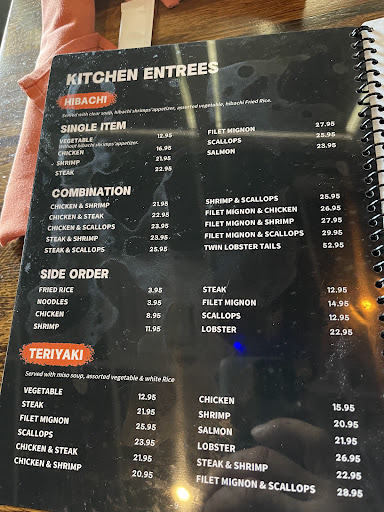 KITCHEN ENTREES
HIBACHI
Served with clear soup, hibachi shrimps'appetizer, assorted vegetable, hibachi Fried Rice.
SINGLE ITEM
VEGETABLE 12.95
Without hibachi shrimps'appetizer.
CHICKEN 16.95
SHRIMP 21.95
STEAK 22.95
FILET MIGNON 27.95
SCALLOPS 25.95
SALMON 23.95
COMBINATION
CHICKEN & SHRIMP 21.95
CHICKEN & STEAK 22.95
CHICKEN & SCALLOPS 23.95
STEAK & SHRIMP 23.95
STEAK & SCALLOPS 25.95
SHRIMP & SCALLOPS 25.95
FILET MIGNON & CHICKEN 26.95
FILET MIGNON & SHRIMP 27.95
FILET MIGNON & SCALLOPS 29.95
TWIN LOBSTER TAILS 52.95
SIDE ORDER
FRIED RICE 3.95
NOODLES 3.95
CHICKEN 8.95
SHRIMP 11.95
STEAK 12.95
FILET MIGNON 14.95
SCALLOPS 12.95
LOBSTER 22.95
TERIYAKI
Served with miso soup, assorted vegetable & white Rice
VEGETABLE 12.95
STEAK 21.95
FILET MIGNON 25.95
SCALLOPS 23.95
CHICKEN & STEAK 21.95
CHICKEN & SHRIMP 20.95
CHICKEN 15.95
SHRIMP 20.95
SALMON 21.95
LOBSTER 26.95
STEAK & SHRIMP 22.95
FILET MIGNON & SCALLOPS 28.95